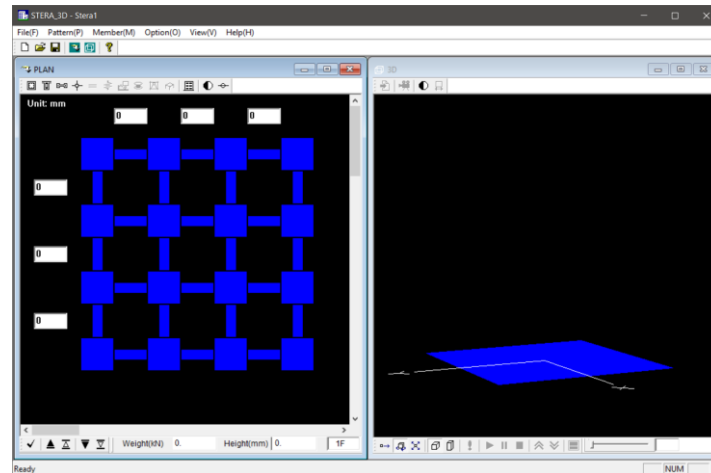 STERA_3D - Stera1
File(F) Pattern(P) Member(M) Option(O) View(V) Help(H)
PLAN
3D
Unit: mm
0 0 0
0
0
0
Weight(kN) 0. Height(mm) 0. 1F
Ready NUM